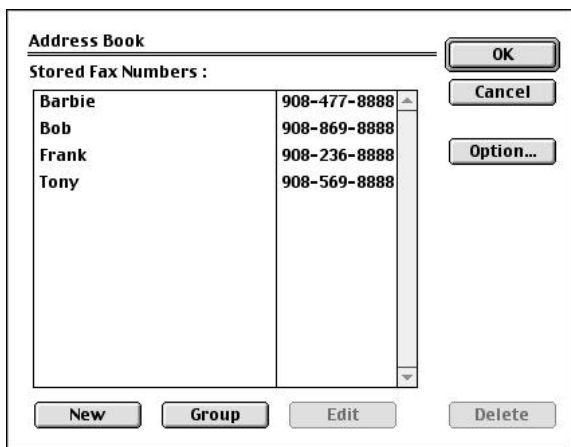 Address Book
OK
Stored Fax Numbers :
Cancel
Barbie 908-477-8888
Bob 908-869-8888
Frank 908-236-8888
Option...
Tony 908-569-8888
New Group Edit Delete